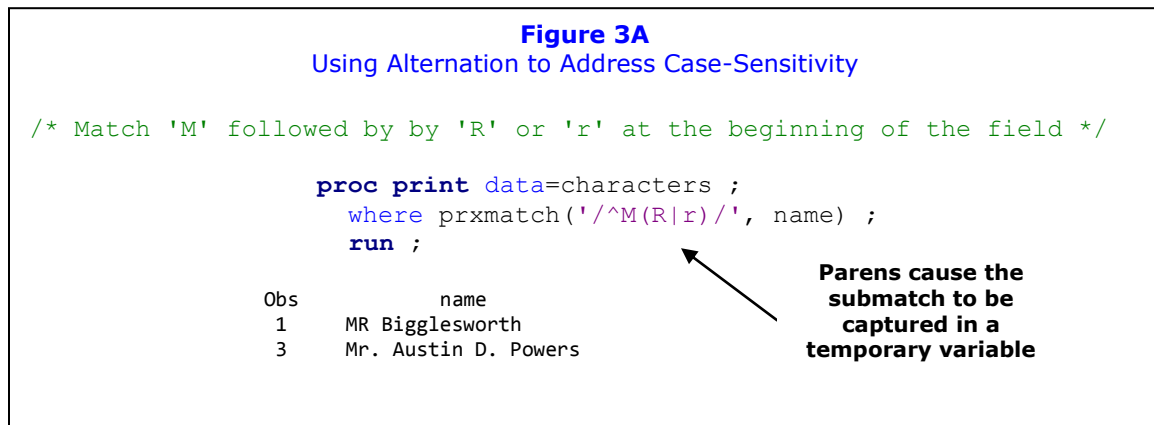 Figure 3A
Using Alternation to Address Case-Sensitivity
/* Match 'M' followed by by 'R' or 'r' at the beginning of the field */
proc print data=characters ;
where prxmatch('/^M(R|r)/', name) ;
run ;
Parens cause the
submatch to be
captured in a
temporary variable
Obs name
1 MR Bigglesworth
3 Mr. Austin D. Powers